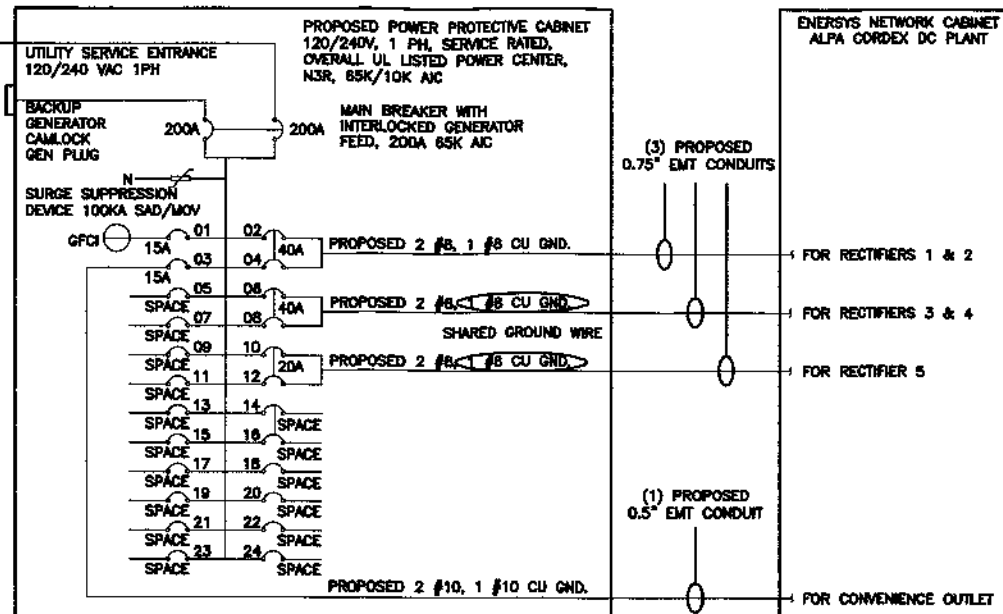 UTILITY SERVICE ENTRANCE
120/240 VAC 1PH
PROPOSED POWER PROTECTIVE CABINET
120/240V, 1 PH, SERVICE RATED,
OVERALL UL LISTED POWER CENTER,
N3R, 65K/10K AIC
ENERSYS NETWORK CABINET
ALPA CORDEX DC PLANT
BACKUP
GENERATOR
CAMLOCK
GEN PLUG
200A
200A
MAIN BREAKER WITH
INTERLOCKED GENERATOR
FEED, 200A 65K AIC
(3) PROPOSED
0.75" EMT CONDUITS
N
SURGE SUPPRESSION
DEVICE 100KA SAD/MOV
GFCI
15A
01 02
40A
PROPOSED 2 #8, 1 #8 CU GND.
FOR RECTIFIERS 1 & 2
15A
03 04
SPACE
05 06
40A
PROPOSED 2 #8, 1 #8 CU GND.
FOR RECTIFIERS 3 & 4
SPACE
07 08
SHARED GROUND WIRE
SPACE
09 10
20A
PROPOSED 2 #8, 1 #8 CU GND.
FOR RECTIFIER 5
SPACE
11 12
SPACE
13 14
SPACE
SPACE
15 16
SPACE
SPACE
17 18
SPACE
SPACE
19 20
SPACE
SPACE
21 22
SPACE
SPACE
23 24
SPACE
(1) PROPOSED
0.5" EMT CONDUIT
PROPOSED 2 #10, 1 #10 CU GND.
FOR CONVENIENCE OUTLET